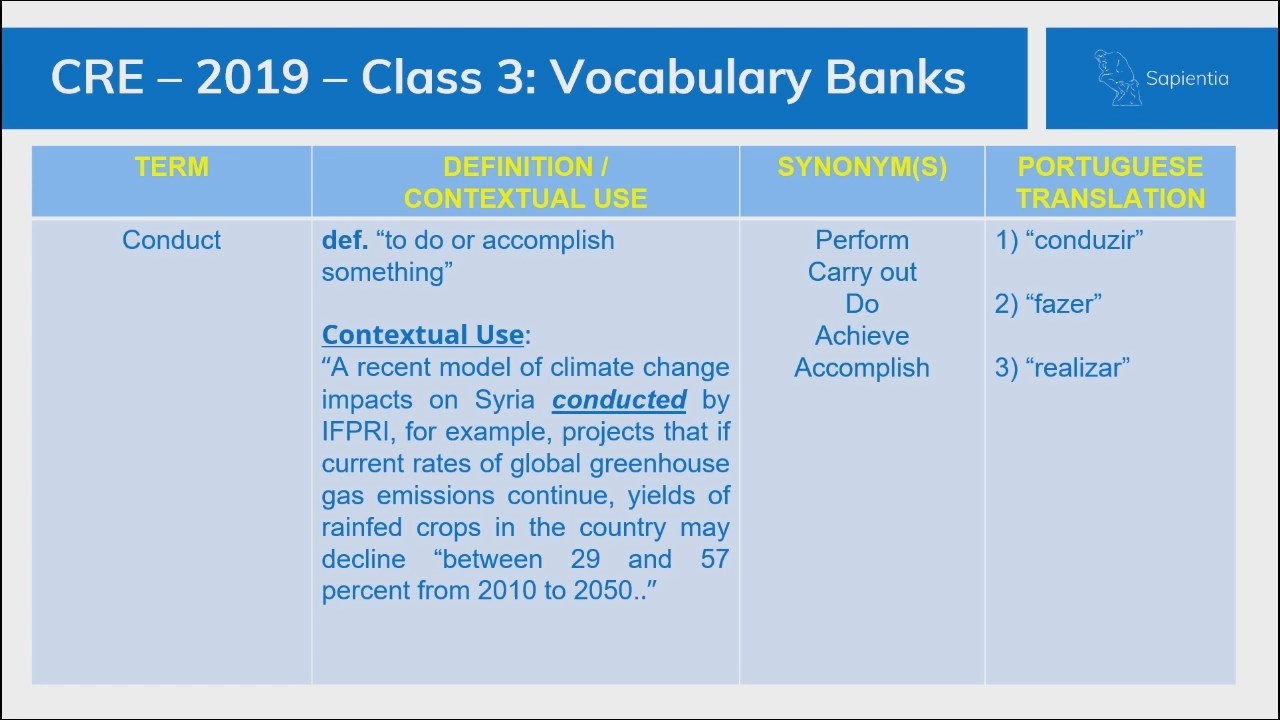 CRE – 2019 – Class 3: Vocabulary Banks
Sapientia
TERM
DEFINITION /
CONTEXTUAL USE
SYNONYM(S)
PORTUGUESE
TRANSLATION
Conduct
def. “to do or accomplish
something”
Contextual Use:
“A recent model of climate change
impacts on Syria conducted by
IFPRI, for example, projects that if
current rates of global greenhouse
gas emissions continue, yields of
rainfed crops in the country may
decline “between 29 and 57
percent from 2010 to 2050..”
Perform
Carry out
Do
Achieve
Accomplish
1) “conduzir”
2) “fazer”
3) “realizar”